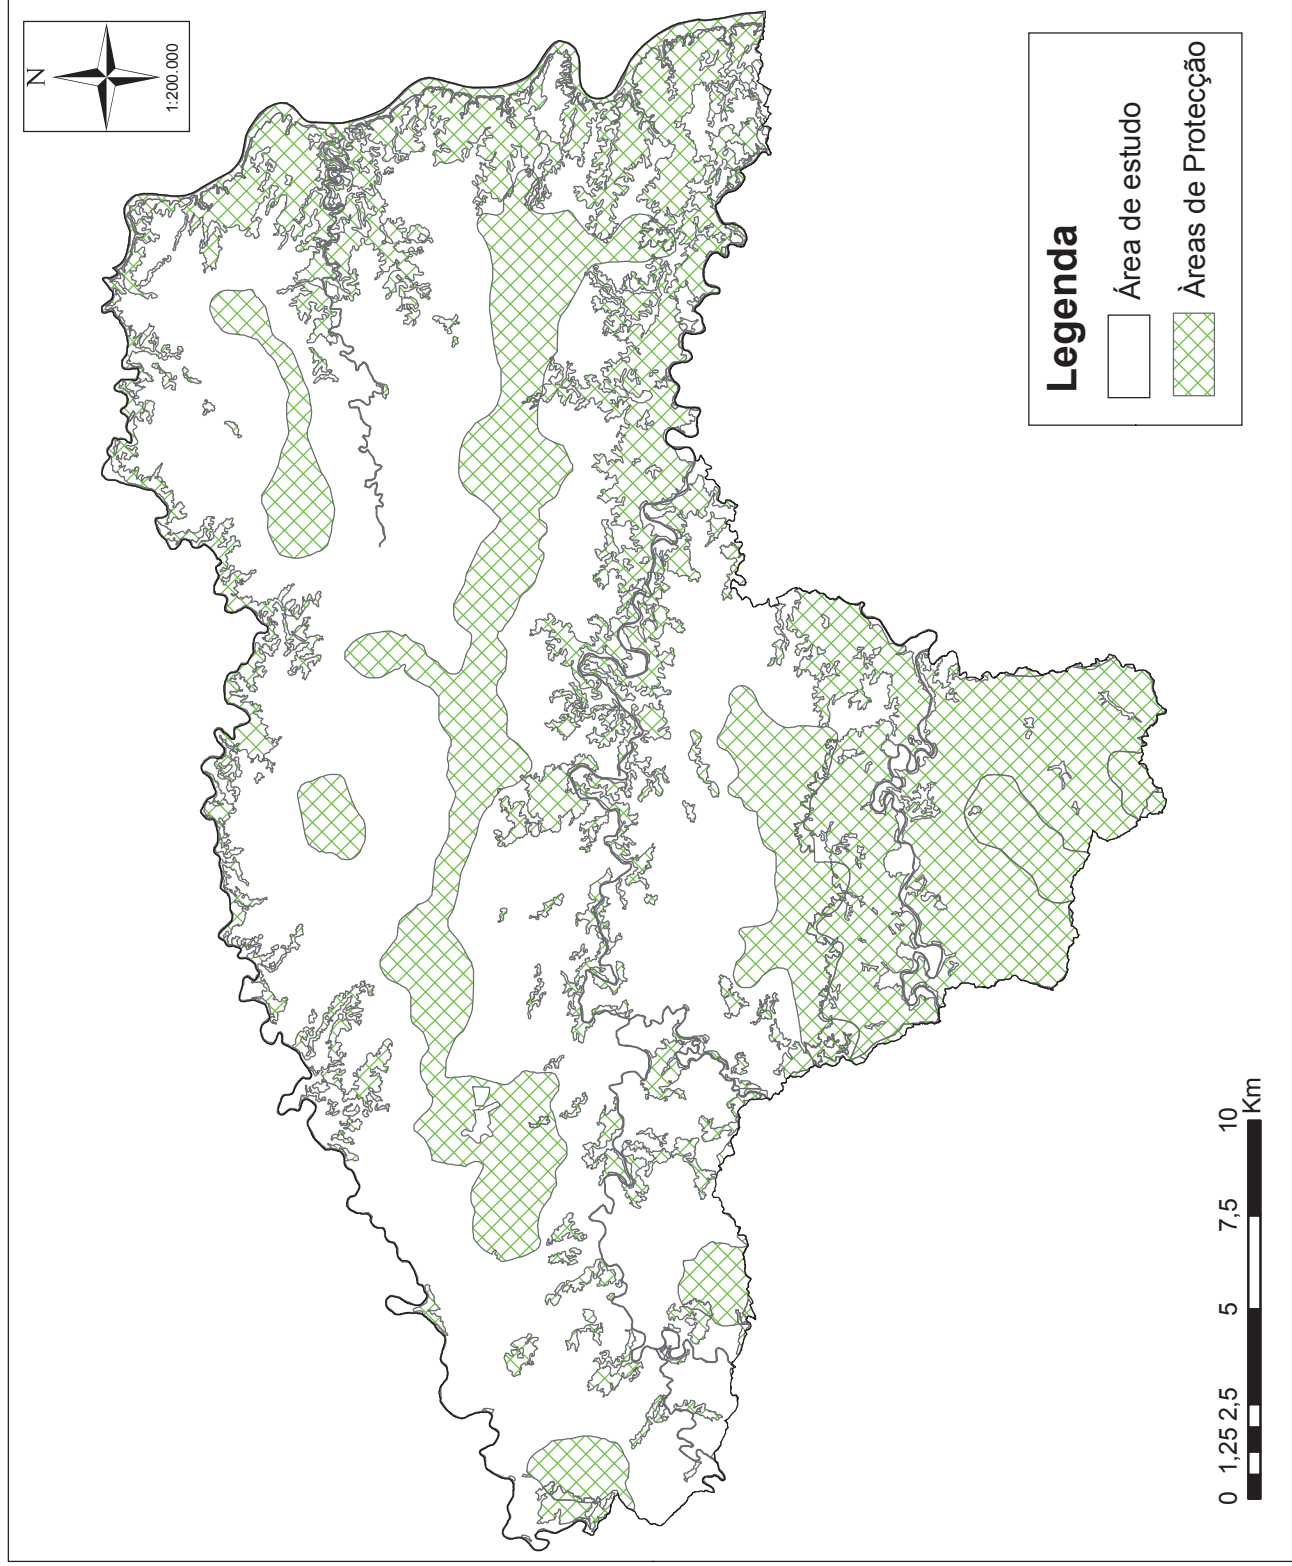 N
1:200.000
Legenda
Área de estudo
Àreas de Protecção
0 1,25 2,5 5 7,5 10
Km